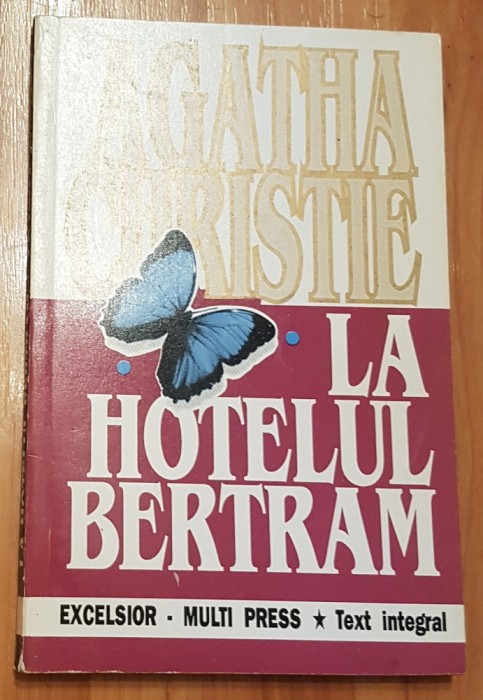 AGATHA
CHRISTIE
LA
HOTELUL
BERTRAM
EXCELSIOR - MULTI PRESS ★ Text integral